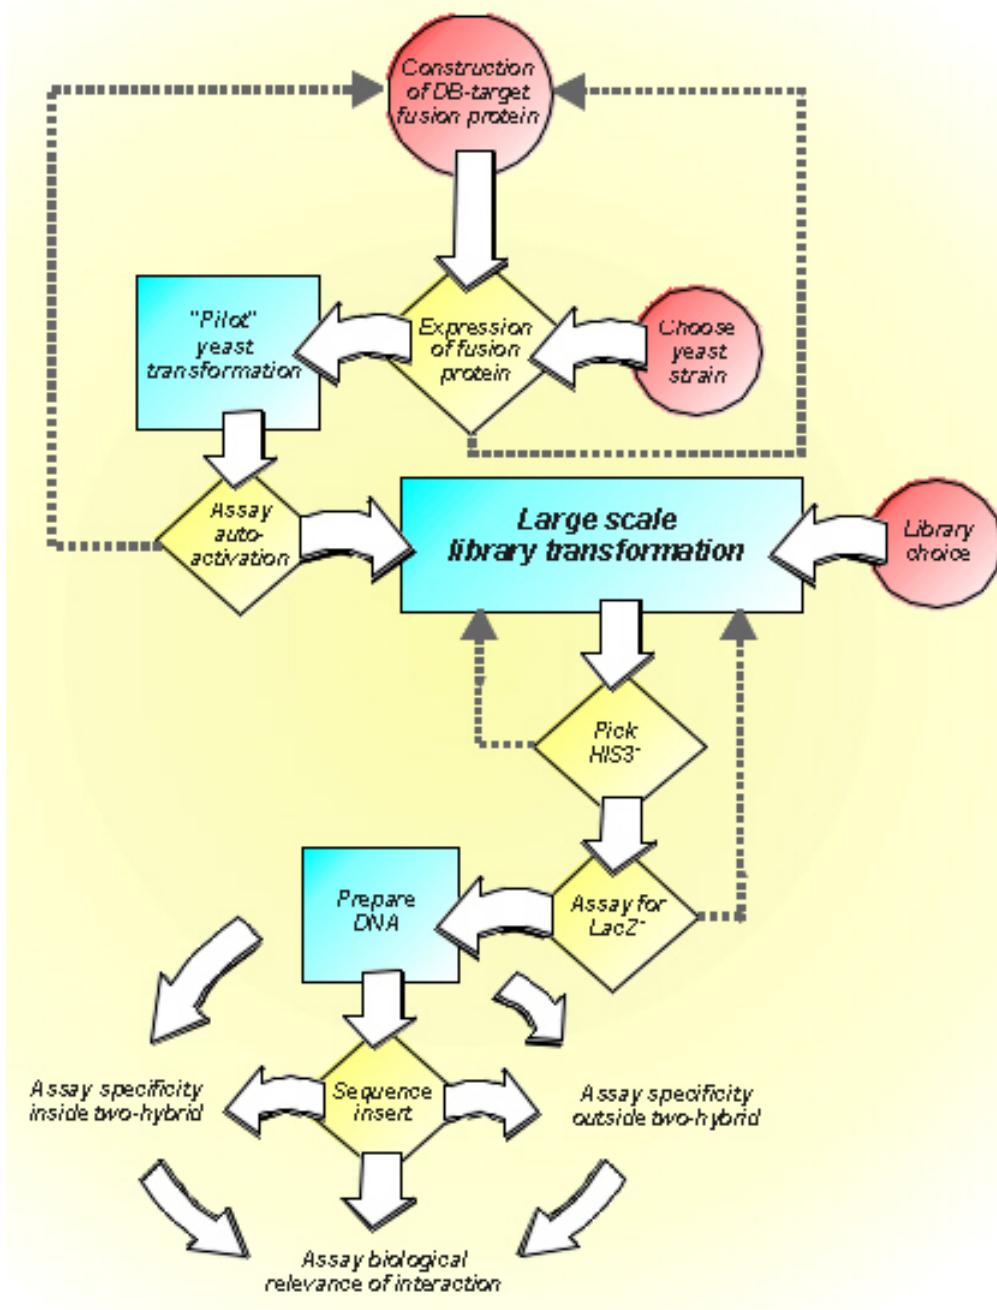 Construction
of DB-target
fusion protein
"Pilot"
yeast
transformation
Expression
of fusion
protein
Choose
yeast
strain
Assay
auto-
activation
Large scale
library transformation
Library
choice
Pick
HIS3⁻
Prepare
DNA
Assay for
LacZ⁻
Assay specificity
inside two-hybrid
Sequence
insert
Assay specificity
outside two-hybrid
Assay biological
relevance of interaction